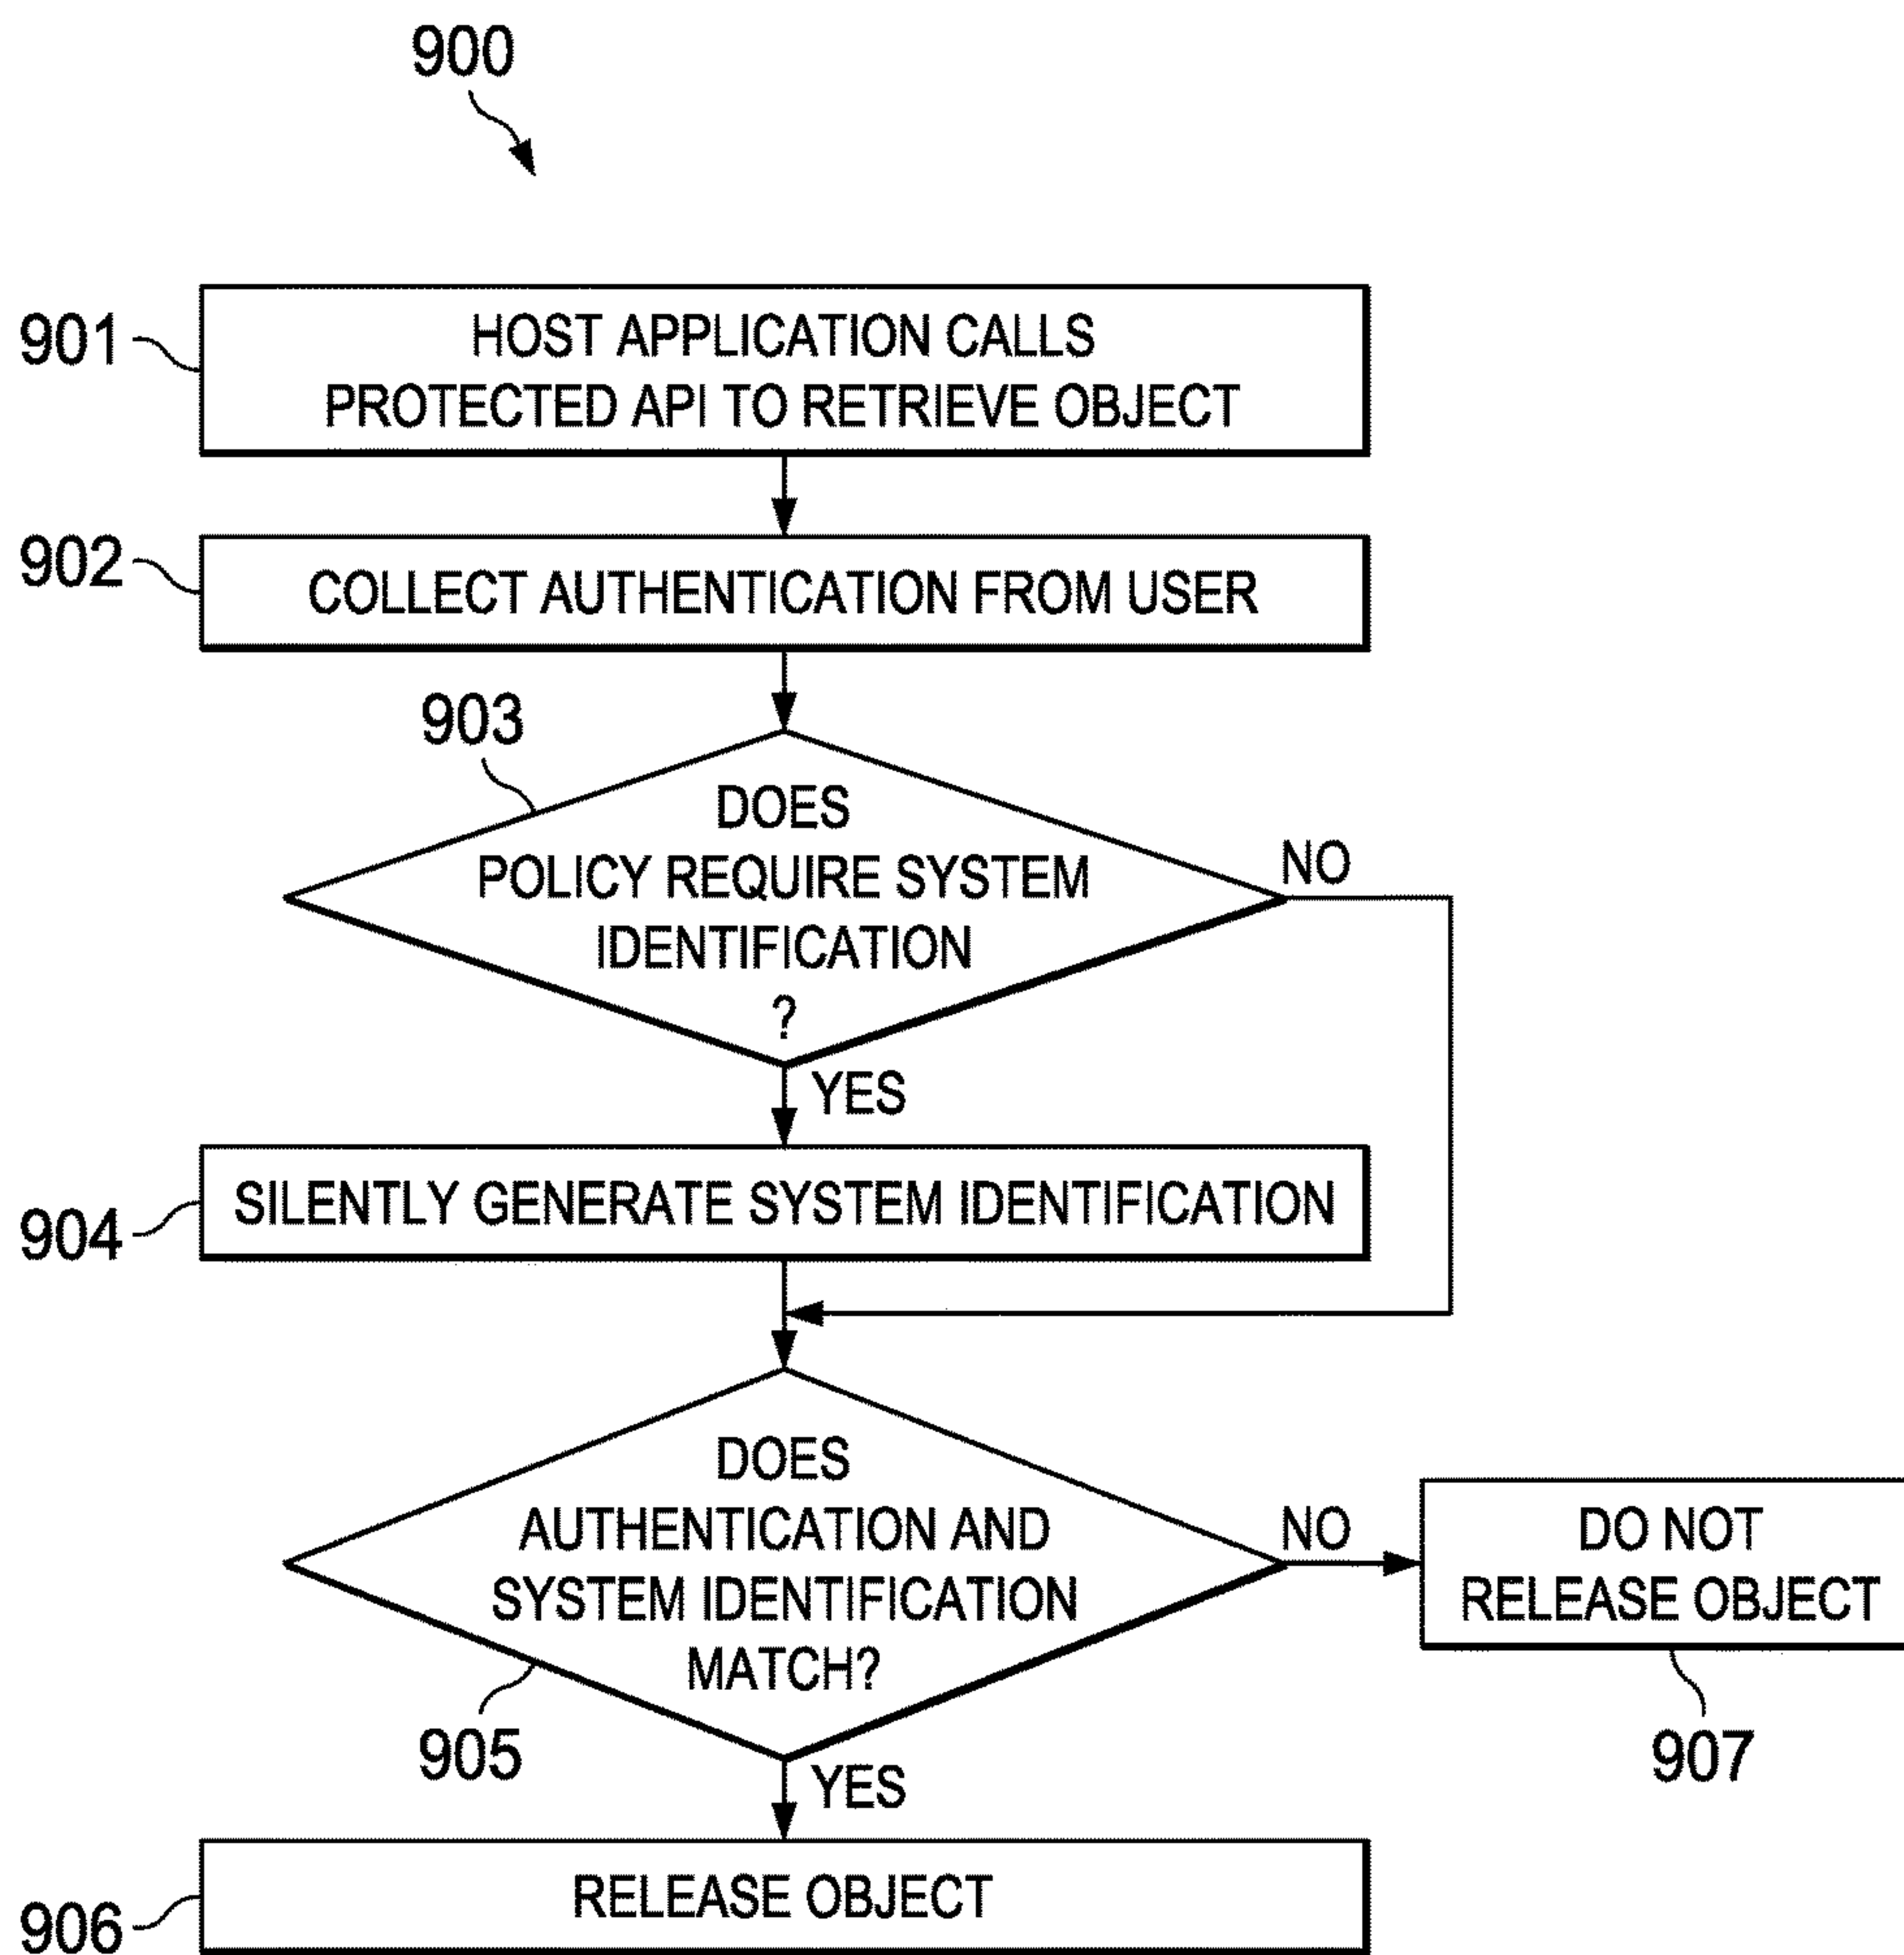 900
901
HOST APPLICATION CALLS
PROTECTED API TO RETRIEVE OBJECT
902
COLLECT AUTHENTICATION FROM USER
903
DOES
POLICY REQUIRE SYSTEM
IDENTIFICATION
?
NO
YES
904
SILENTLY GENERATE SYSTEM IDENTIFICATION
DOES
AUTHENTICATION AND
SYSTEM IDENTIFICATION
MATCH?
905
NO
DO NOT
RELEASE OBJECT
907
YES
906
RELEASE OBJECT